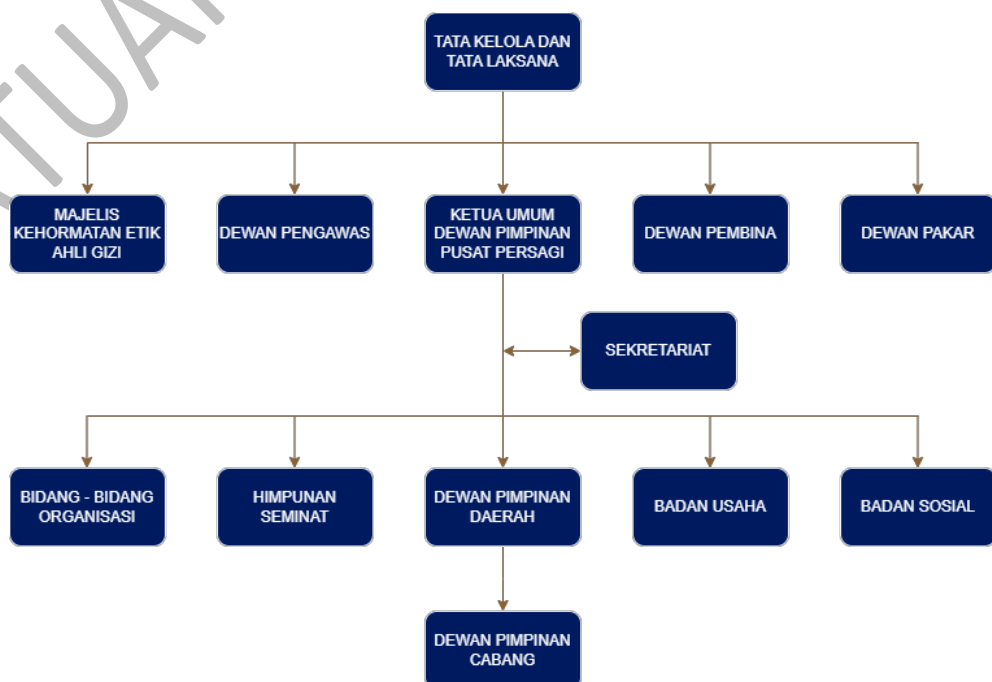 TATA KELOLA DAN
TATA LAKSANA
MAJELIS
KEHORMATAN ETIK
AHLI GIZI
DEWAN PENGAWAS
KETUA UMUM
DEWAN PIMPINAN
PUSAT PERSAGI
DEWAN PEMBINA
DEWAN PAKAR
SEKRETARIAT
BIDANG - BIDANG
ORGANISASI
HIMPUNAN
SEMINAT
DEWAN PIMPINAN
DAERAH
BADAN USAHA
BADAN SOSIAL
DEWAN PIMPINAN
CABANG